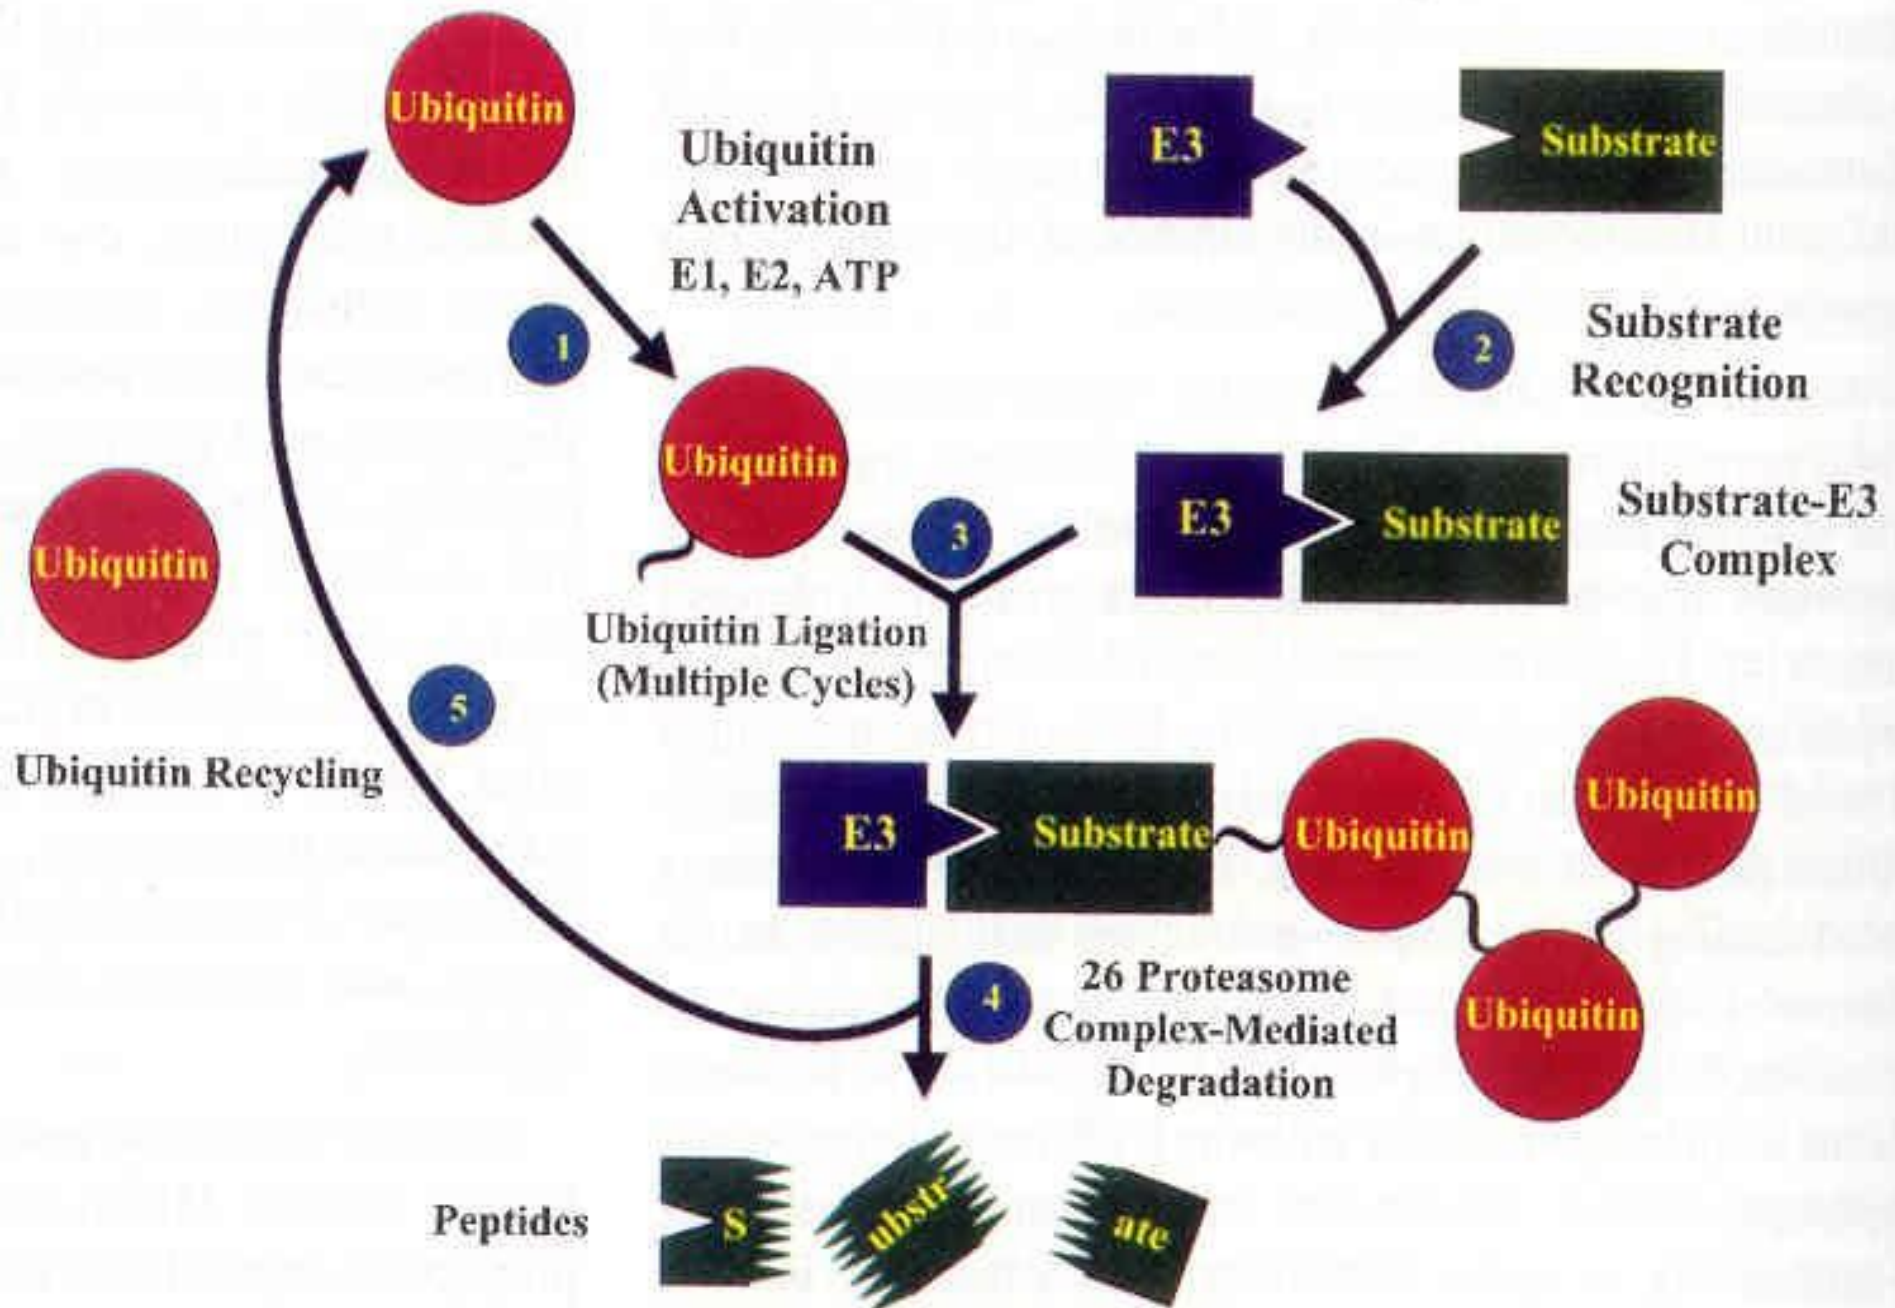 Ubiquitin
Ubiquitin
Activation
E1, E2, ATP
1
E3
Substrate
2
Substrate
Recognition
Ubiquitin
3
E3
Substrate
Substrate-E3
Complex
Ubiquitin
Ubiquitin Ligation
(Multiple Cycles)
5
Ubiquitin Recycling
E3
Substrate
Ubiquitin
Ubiquitin
Ubiquitin
4
26 Proteasome
Complex-Mediated
Degradation
Peptides
S
ubstr
ate